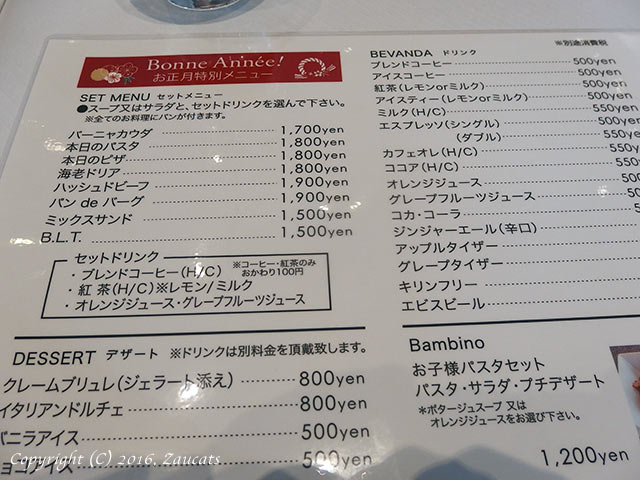 Bonne Année!
お正月特別メニュー
SET MENU セットメニュー
●スープ又はサラダと、セットドリンクを選んで下さい。
※全てのお料理にパンが付きます。
バーニャカウダ 1,700yen
本日のパスタ 1,800yen
本日のピザ 1,800yen
海老ドリア 1,800yen
ハッシュドビーフ 1,900yen
パン de バーグ 1,900yen
ミックスサンド 1,500yen
B.L.T. 1,500yen
セットドリンク
・ブレンドコーヒー(H/C) ※コーヒー・紅茶のみ
おかわり100円
・紅 茶(H/C)※レモン/ミルク
・オレンジジュース・グレープフルーツジュース
DESSERT デザート ※ドリンクは別料金を頂戴致します。
クレームブリュレ(ジェラート添え) 800yen
イタリアンドルチェ 800yen
バニラアイス 500yen
チョコアイス 500yen
※別途消費税
BEVANDA ドリンク
ブレンドコーヒー 500yen
アイスコーヒー 500yen
紅茶(レモンorミルク) 500yen
アイスティー(レモンorミルク) 500yen
ミルク(H/C) 550yen
エスプレッソ(シングル) 500yen
(ダブル) 550yen
カフェオレ(H/C) 550y
ココア(H/C) 550y
オレンジジュース 500
グレープフルーツジュース
コカ・コーラ
ジンジャーエール(辛口)
アップルタイザー
グレープタイザー
キリンフリー
エビスビール
Bambino
お子様パスタセット
パスタ・サラダ・プチデザート
*ポタージュスープ 又は
オレンジジュースをお選び下さい。
1,200yen
Copyright (C) 2016, Zaucats